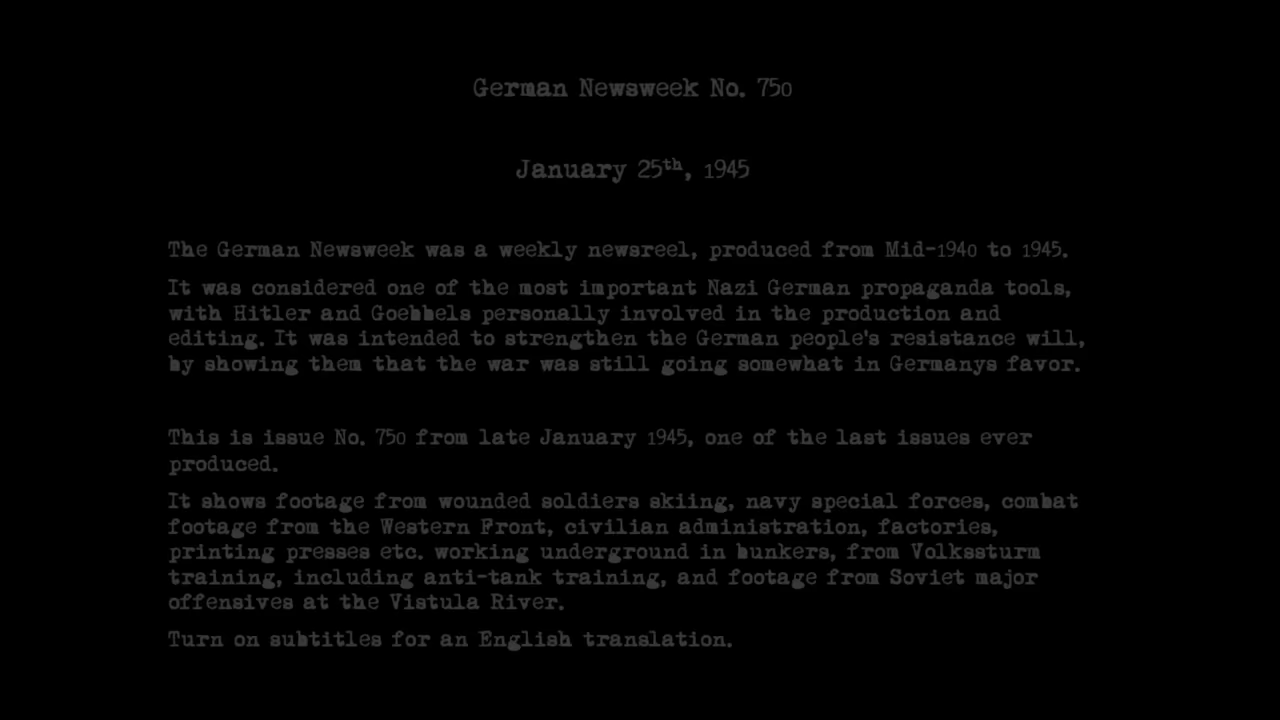 German Newsweek No. 750
January 25th, 1945
The German Newsweek was a weekly newsreel, produced from Mid-1940 to 1945.
It was considered one of the most important Nazi German propaganda tools,
with Hitler and Goebbels personally involved in the production and
editing. It was intended to strengthen the German people's resistance will,
by showing them that the war was still going somewhat in Germanys favor.
This is issue No. 750 from late January 1945, one of the last issues ever
produced.
It shows footage from wounded soldiers skiing, navy special forces, combat
footage from the Western Front, civilian administration, factories,
printing presses etc. working underground in bunkers, from Volkssturm
training, including anti-tank training, and footage from Soviet major
offensives at the Vistula River.
Turn on subtitles for an English translation.